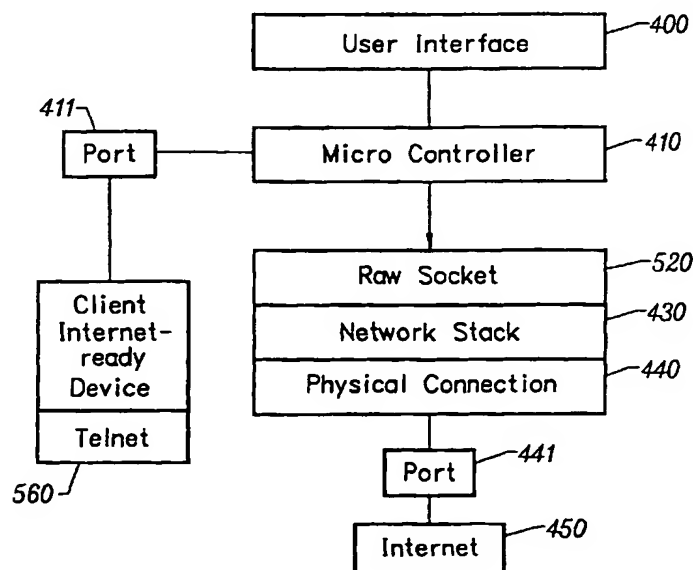 User Interface
400
411
Port
Micro Controller
410
Raw Socket
520
Client
Internet-
ready
Device
Network Stack
430
Physical Connection
440
Telnet
560
Port
441
Internet
450